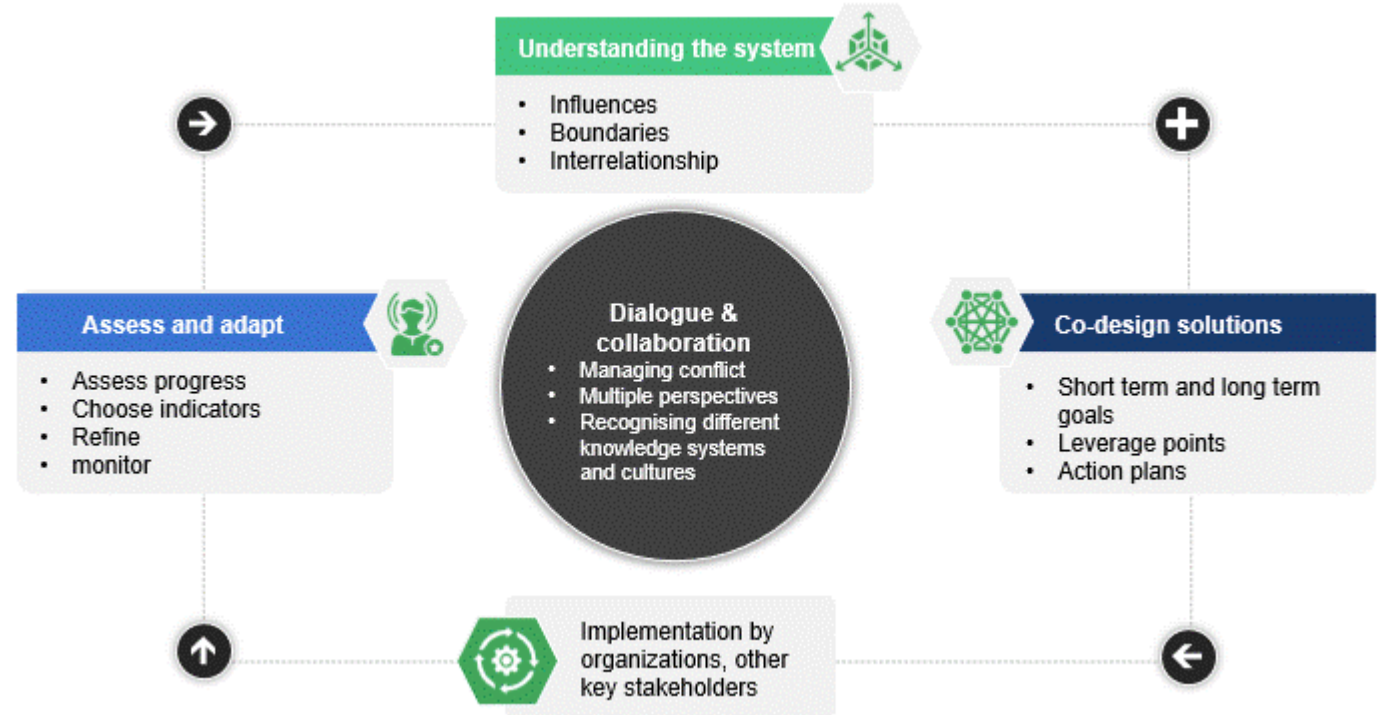 Understanding the system
• Influences
• Boundaries
• Interrelationship
Assess and adapt
• Assess progress
• Choose indicators
• Refine
• monitor
Dialogue &
collaboration
• Managing conflict
• Multiple perspectives
• Recognising different
knowledge systems
and cultures
Co-design solutions
• Short term and long term
goals
• Leverage points
• Action plans
Implementation by
organizations, other
key stakeholders